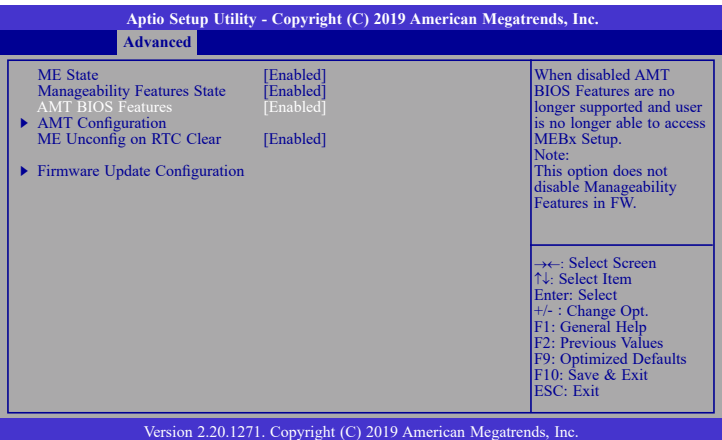 Aptio Setup Utility - Copyright (C) 2019 American Megatrends, Inc.
Advanced
ME State [Enabled]
Manageability Features State [Enabled]
AMT BIOS Features [Enabled]
AMT Configuration
ME Unconfig on RTC Clear [Enabled]
Firmware Update Configuration
When disabled AMT
BIOS Features are no
longer supported and user
is no longer able to access
MEBx Setup.
Note:
This option does not
disable Manageability
Features in FW.
→←: Select Screen
↑↓: Select Item
Enter: Select
+/- : Change Opt.
F1: General Help
F2: Previous Values
F9: Optimized Defaults
F10: Save & Exit
ESC: Exit
Version 2.20.1271. Copyright (C) 2019 American Megatrends, Inc.